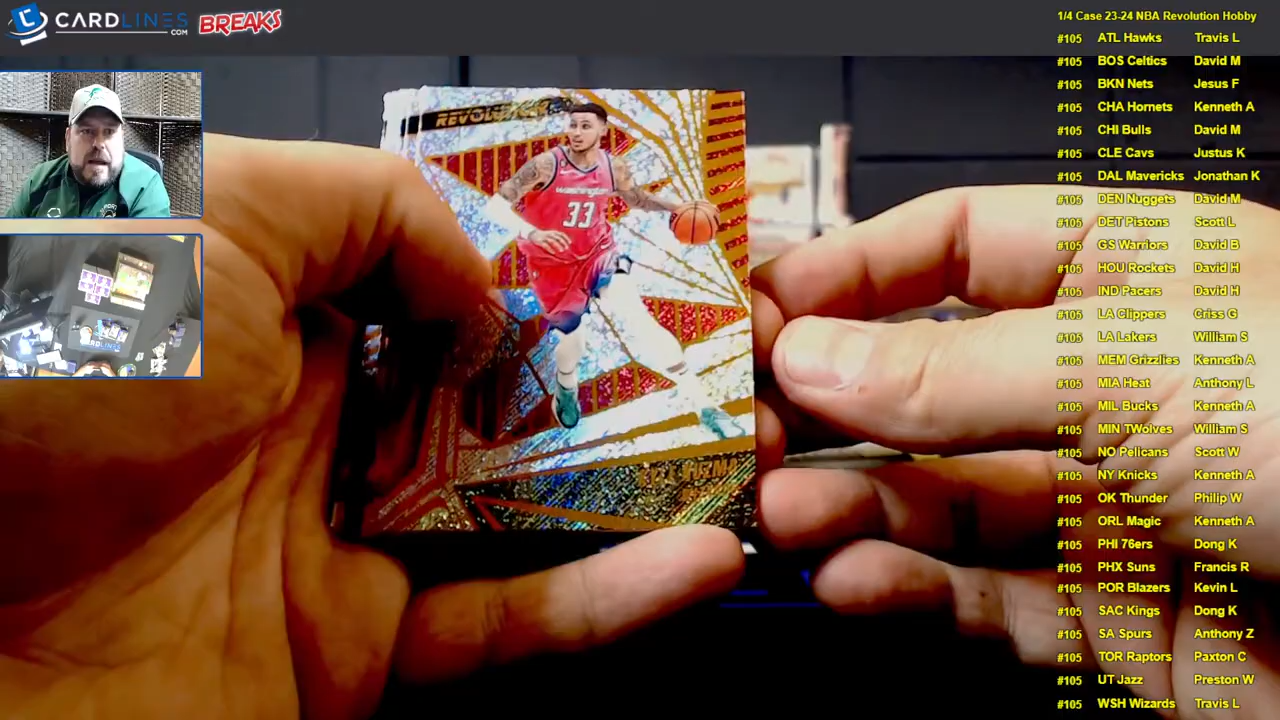 CARDLINES
.COM
BREAKS
1/4 Case 23-24 NBA Revolution Hobby
#105 ATL Hawks Travis L
#105 BOS Celtics David M
#105 BKN Nets Jesus F
#105 CHA Hornets Kenneth A
#105 CHI Bulls David M
#105 CLE Cavs Justus K
#105 DAL Mavericks Jonathan K
#105 DEN Nuggets David M
#105 DET Pistons Scott L
#105 GS Warriors David B
#105 HOU Rockets David H
#105 IND Pacers David H
#105 LA Clippers Criss G
#105 LA Lakers William S
#105 MEM Grizzlies Kenneth A
#105 MIA Heat Anthony L
#105 MIL Bucks Kenneth A
#105 MIN TWolves William S
#105 NO Pelicans Scott W
#105 NY Knicks Kenneth A
#105 OK Thunder Philip W
#105 ORL Magic Kenneth A
#105 PHI 76ers Dong K
#105 PHX Suns Francis R
#105 POR Blazers Kevin L
#105 SAC Kings Dong K
#105 SA Spurs Anthony Z
#105 TOR Raptors Paxton C
#105 UT Jazz Preston W
#105 WSH Wizards Travis L
REVOLUTION
Washington
33
KYLE KUZMA
CARDLINES